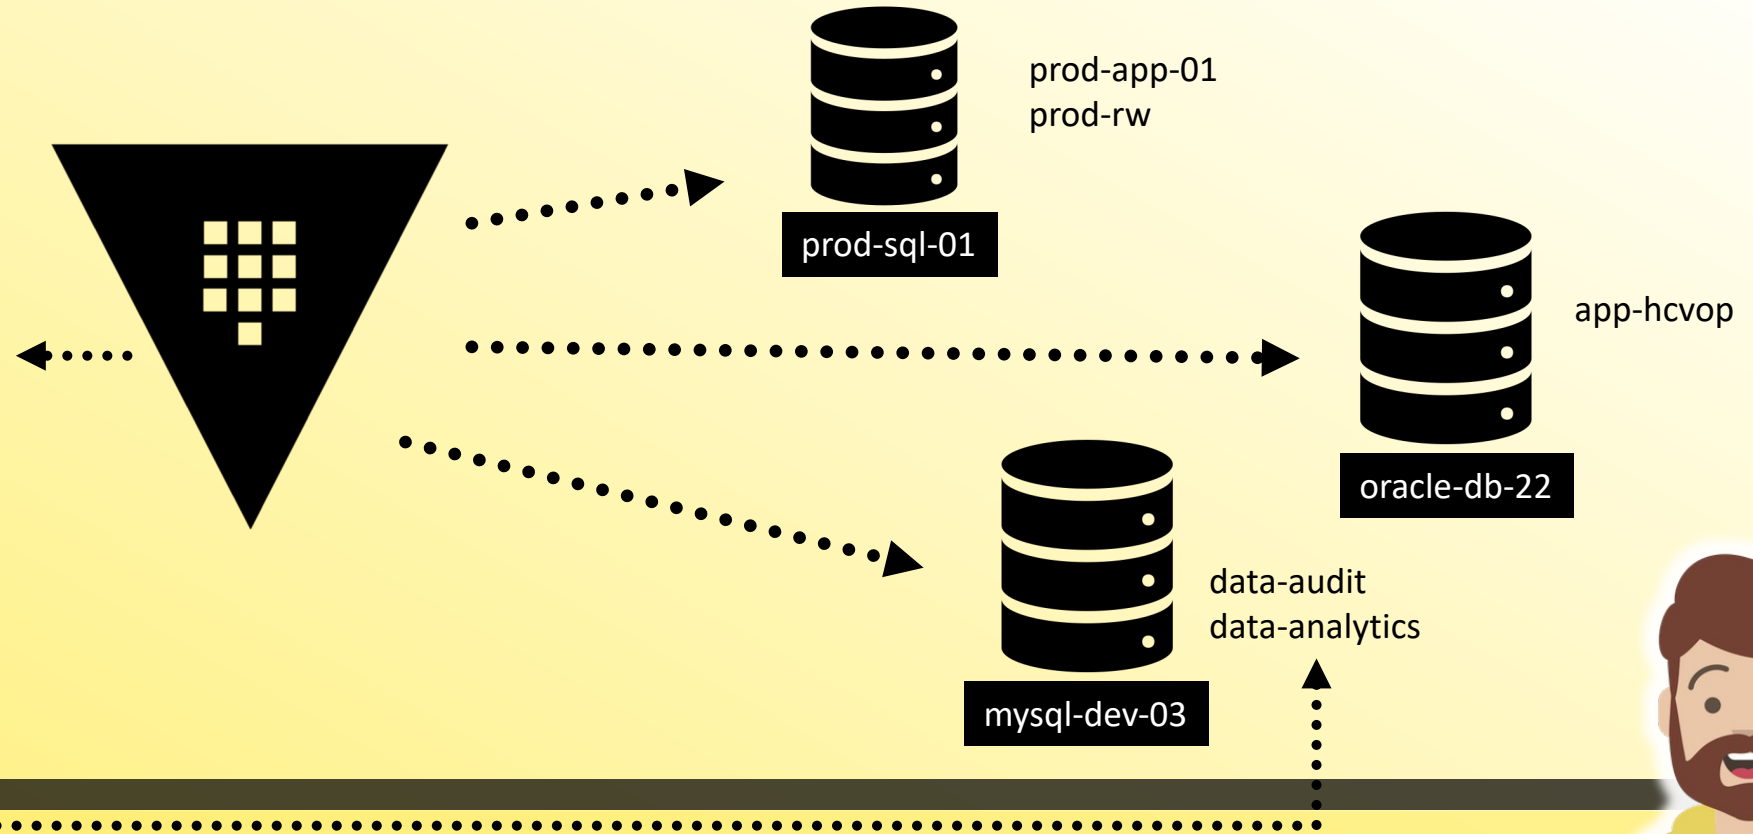 prod-app-01
prod-rw
prod-sql-01
app-hcvop
oracle-db-22
data-audit
data-analytics
mysql-dev-03